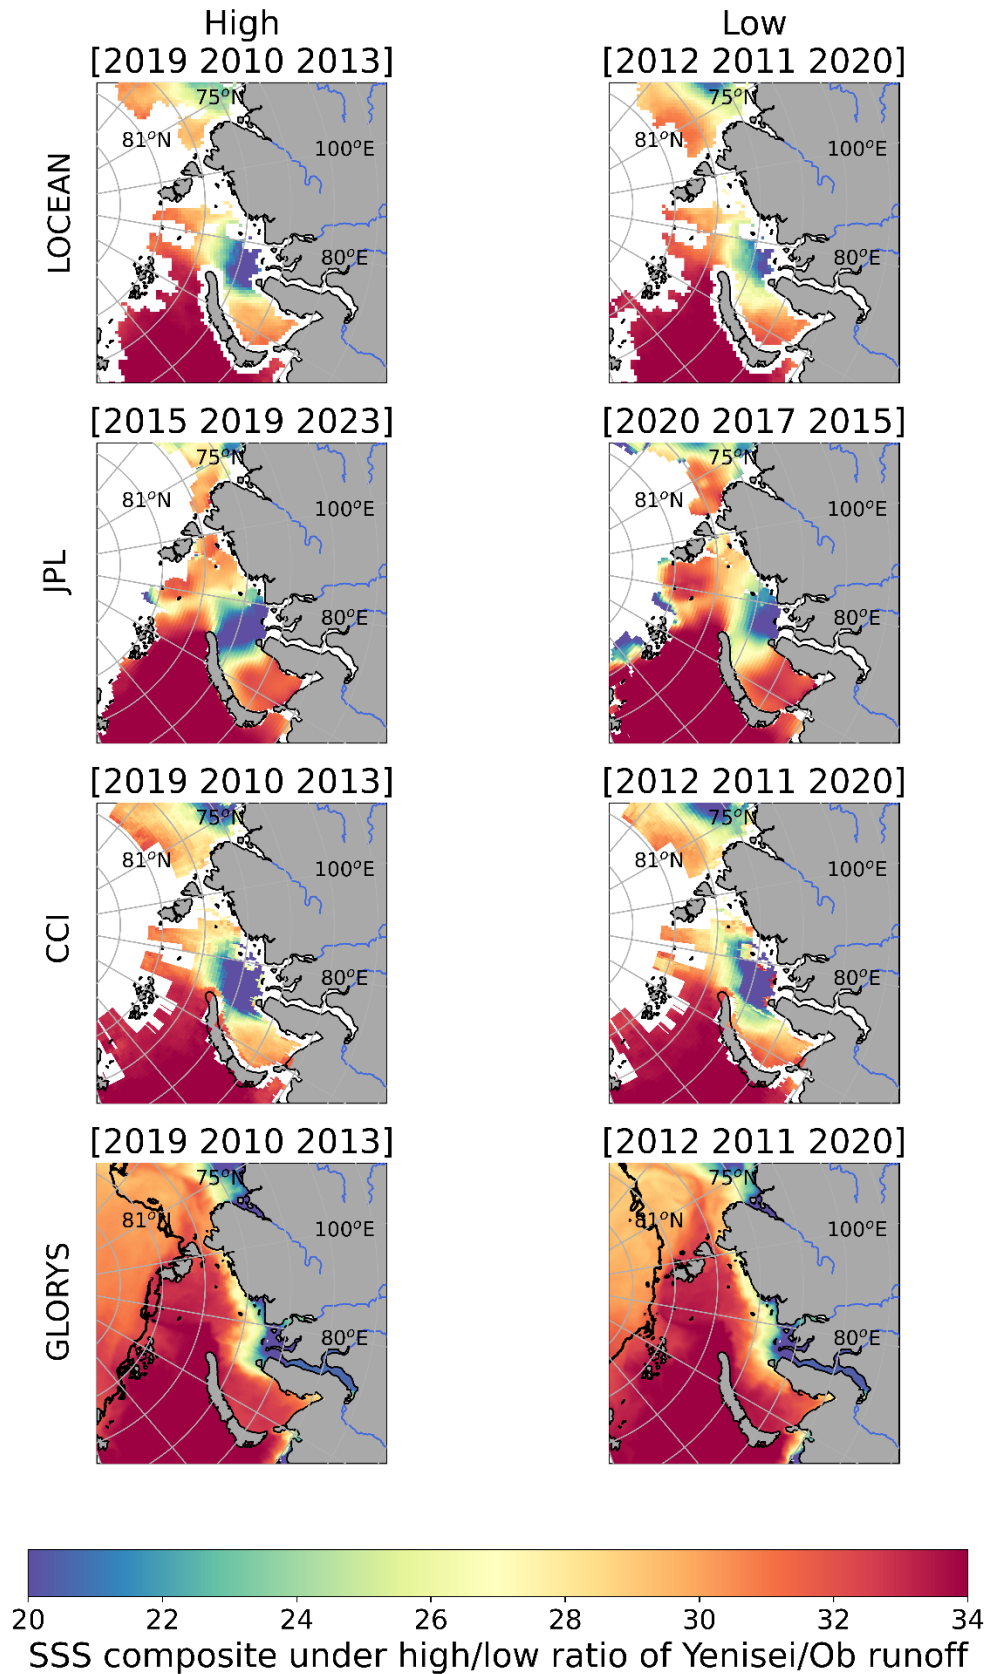 High
[2019 2010 2013]
Low
[2012 2011 2020]
LOCEAN
75°N
81°N
100°E
80°E
75°N
81°N
100°E
80°E
[2015 2019 2023]
[2020 2017 2015]
JPL
75°N
81°N
100°E
80°E
75°N
81°N
100°E
80°E
[2019 2010 2013]
[2012 2011 2020]
CCI
75°N
81°N
100°E
80°E
75°N
81°N
100°E
80°E
[2019 2010 2013]
[2012 2011 2020]
GLORYS
75°N
81°N
100°E
80°E
75°N
81°N
100°E
80°E
20 22 24 26 28 30 32 34
SSS composite under high/low ratio of Yenisei/Ob runoff